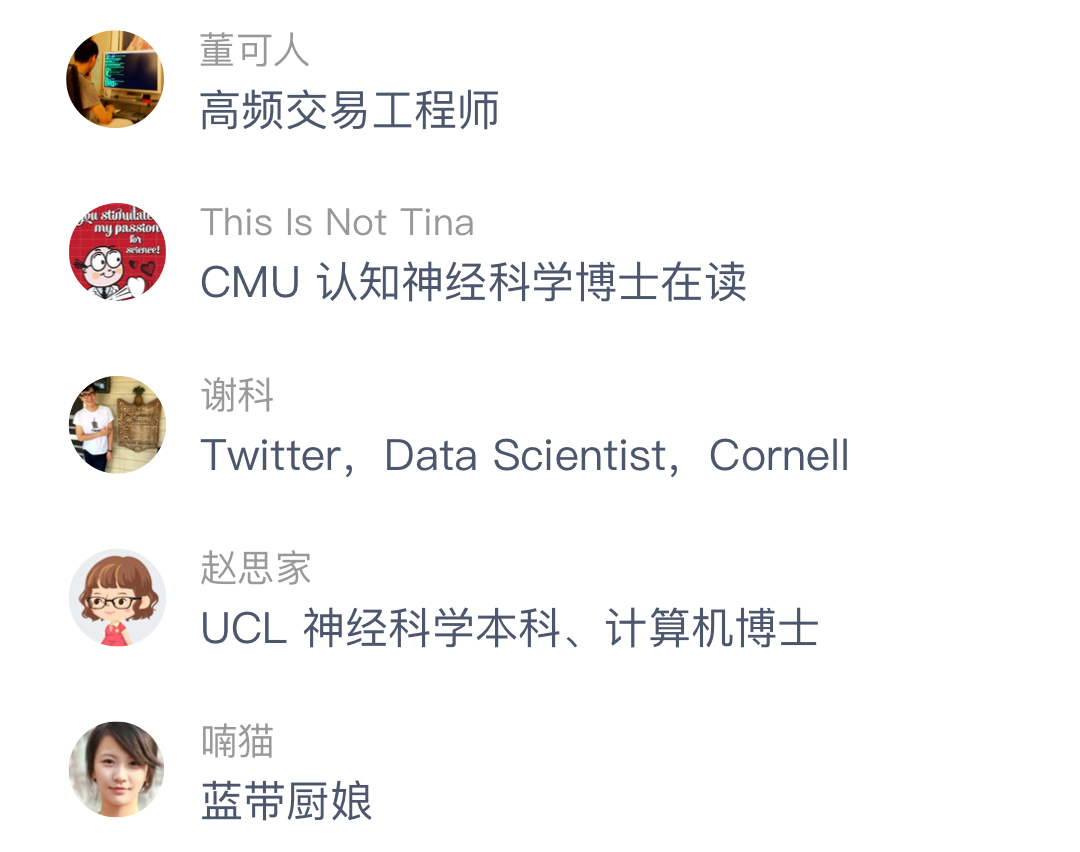 董可人
高频交易工程师
you stimulate
my passion
for
science!
This Is Not Tina
CMU 认知神经科学博士在读
谢科
Twitter，Data Scientist，Cornell
赵思家
UCL 神经科学本科、计算机博士
喃猫
蓝带厨娘